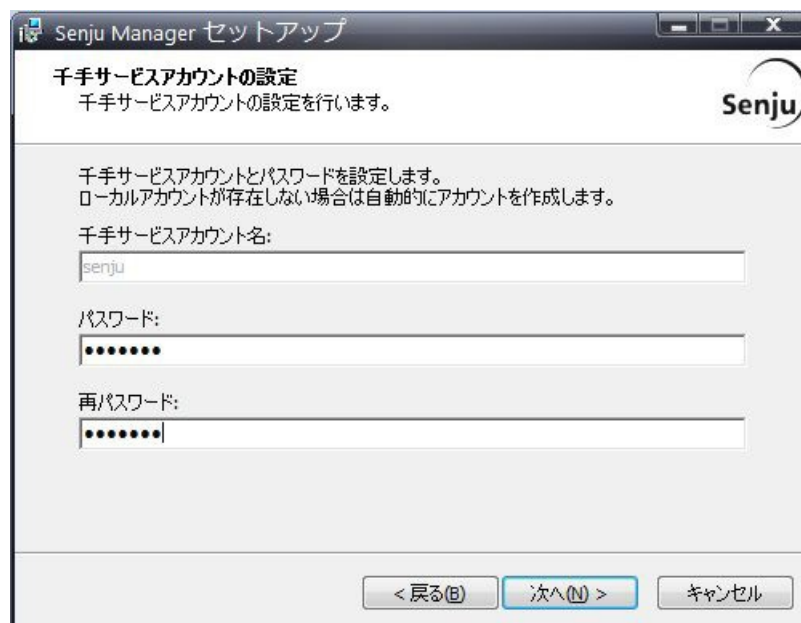 Senju Manager セットアップ
千手サービスアカウントの設定
千手サービスアカウントの設定を行います。
Senju
千手サービスアカウントとパスワードを設定します。
ローカルアカウントが存在しない場合は自動的にアカウントを作成します。
千手サービスアカウント名:
senju
パスワード:
•••••••
再パスワード:
•••••••
< 戻る(B)
次へ(N) >
キャンセル